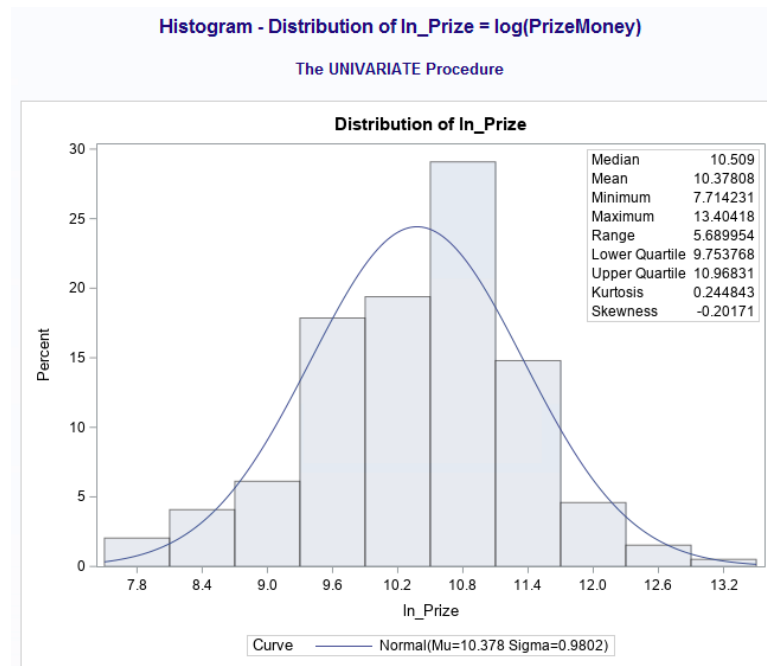 Histogram - Distribution of ln_Prize = log(PrizeMoney)
The UNIVARIATE Procedure
Distribution of ln_Prize
30
25
20
15
10
5
0
Percent
Median 10.509
Mean 10.37808
Minimum 7.714231
Maximum 13.40418
Range 5.689954
Lower Quartile 9.753768
Upper Quartile 10.96831
Kurtosis 0.244843
Skewness -0.20171
7.8 8.4 9.0 9.6 10.2 10.8 11.4 12.0 12.6 13.2
ln_Prize
Curve Normal(Mu=10.378 Sigma=0.9802)